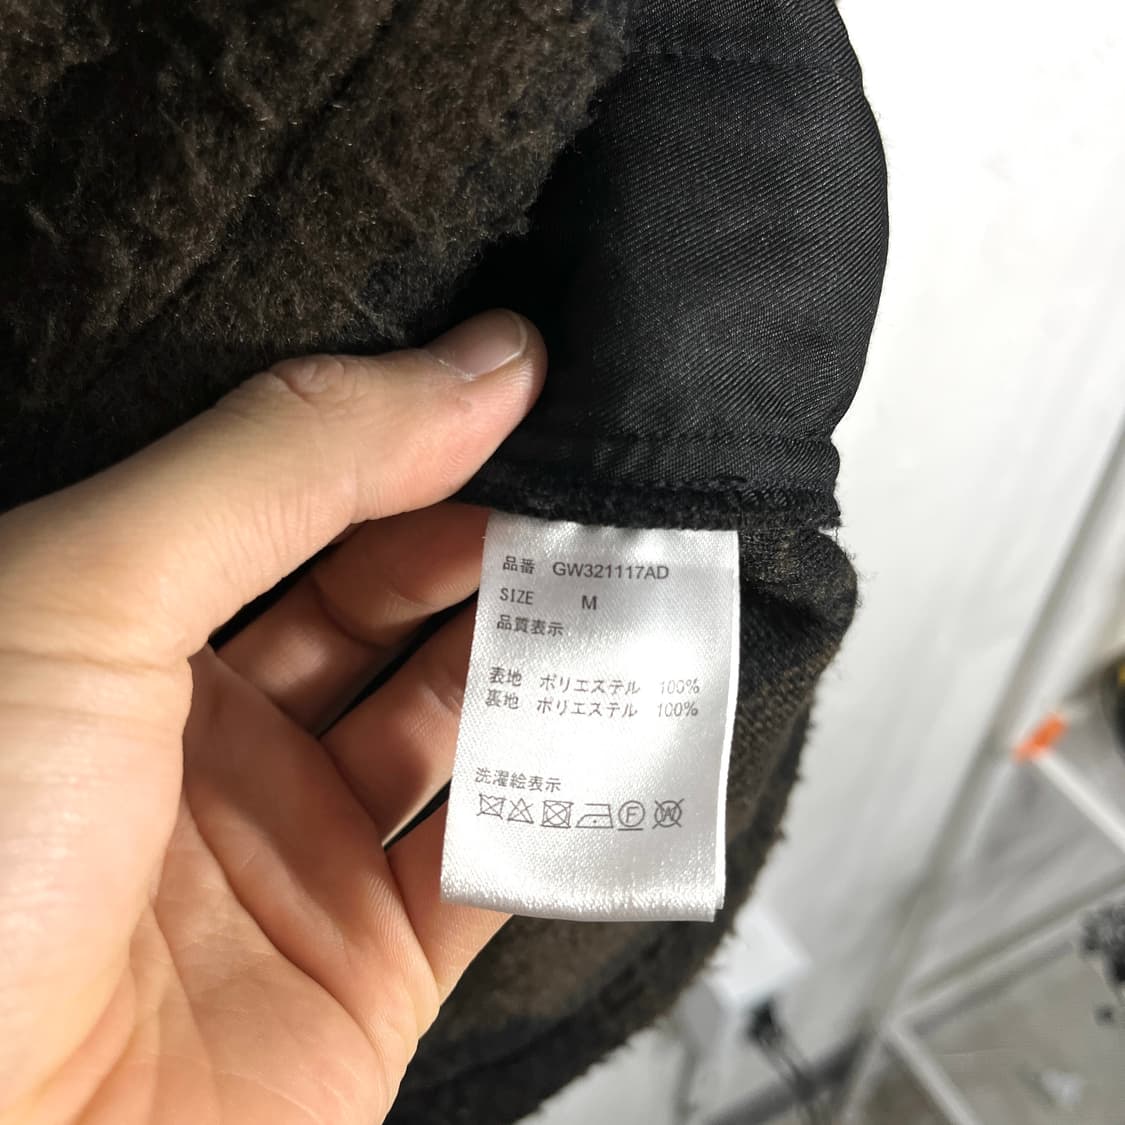 品番 GW321117AD
SIZE M
品質表示
表地 ポリエステル 100%
裏地 ポリエステル 100%
洗濯絵表示
F W